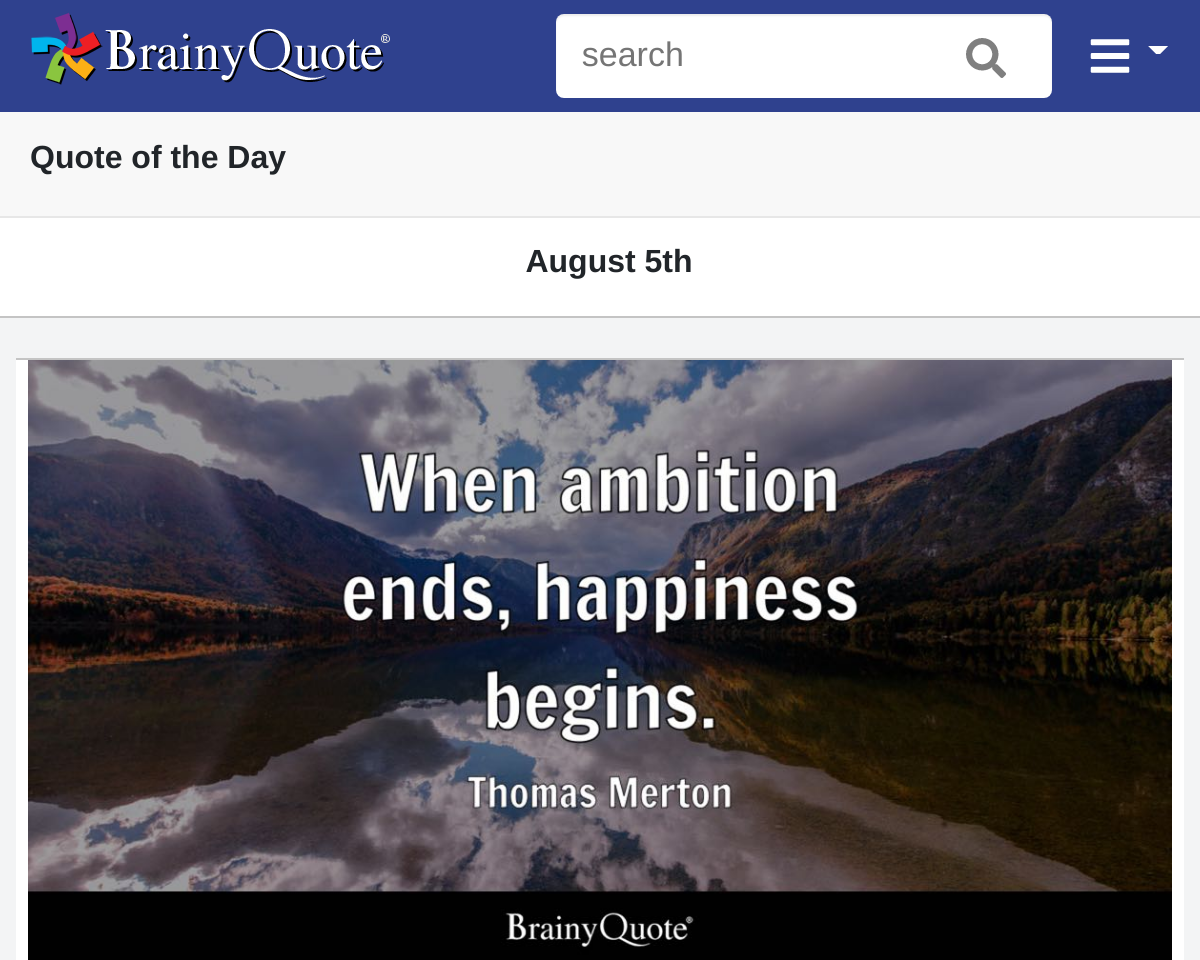 BrainyQuote®
search
Quote of the Day
August 5th
When ambition
ends, happiness
begins.
Thomas Merton
BrainyQuote®